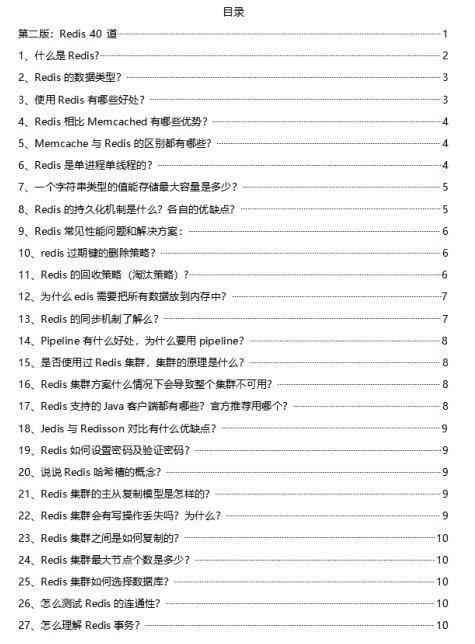 目录
第二版：Redis 40 道 1
1、什么是 Redis? 2
2、Redis 的数据类型？ 3
3、使用 Redis 有哪些好处？ 3
4、Redis 相比 Memcached 有哪些优势？ 4
5、Memcache 与 Redis 的区别都有哪些？ 4
6、Redis 是单进程单线程的？ 4
7、一个字符串类型的值能存储最大容量是多少？ 5
8、Redis 的持久化机制是什么？各自的优缺点？ 5
9、Redis 常见性能问题和解决方案： 6
10、redis 过期键的删除策略？ 6
11、Redis 的回收策略（淘汰策略）? 6
12、为什么 edis 需要把所有数据放到内存中？ 7
13、Redis 的同步机制了解么？ 7
14、Pipeline 有什么好处，为什么要用 pipeline？ 8
15、是否使用过 Redis 集群，集群的原理是什么？ 8
16、Redis 集群方案什么情况下会导致整个集群不可用？ 8
17、Redis 支持的 Java 客户端都有哪些？官方推荐用哪个？ 8
18、Jedis 与 Redisson 对比有什么优缺点？ 9
19、Redis 如何设置密码及验证密码？ 9
20、说说 Redis 哈希槽的概念？ 9
21、Redis 集群的主从复制模型是怎样的？ 9
22、Redis 集群会有写操作丢失吗？为什么？ 9
23、Redis 集群之间是如何复制的？ 10
24、Redis 集群最大节点个数是多少？ 10
25、Redis 集群如何选择数据库？ 10
26、怎么测试 Redis 的连通性？ 10
27、怎么理解 Redis 事务？ 10